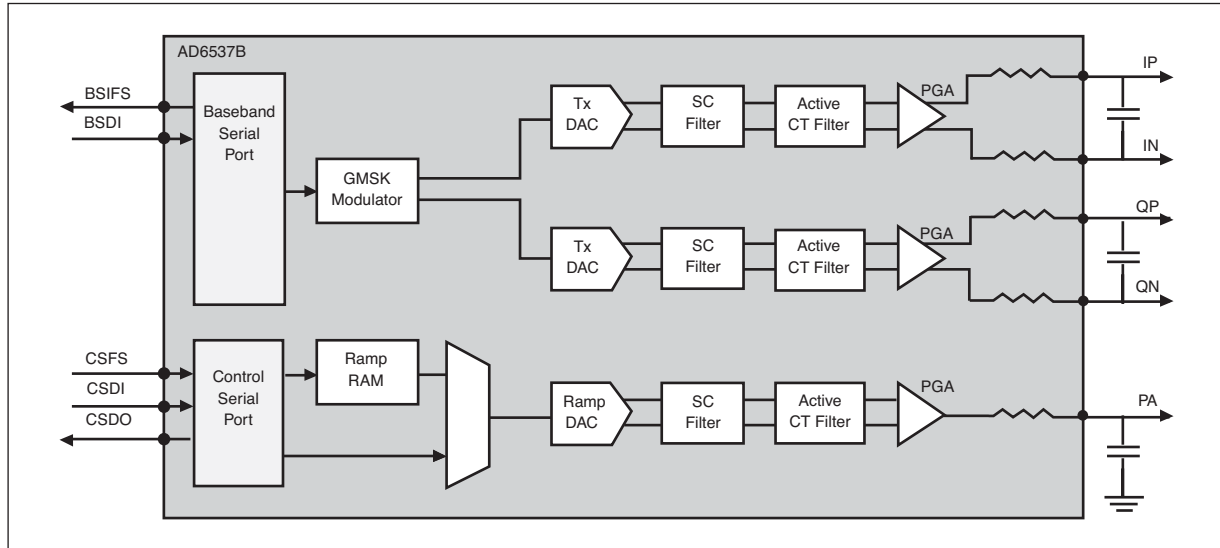 AD6537B
BSIFS
BSDI
Baseband
Serial
Port
GMSK
Modulator
Tx
DAC
SC
Filter
Active
CT Filter
PGA
IP
IN
Tx
DAC
SC
Filter
Active
CT Filter
PGA
QP
QN
CSFS
CSDI
CSDO
Control
Serial
Port
Ramp
RAM
Ramp
DAC
SC
Filter
Active
CT Filter
PGA
PA